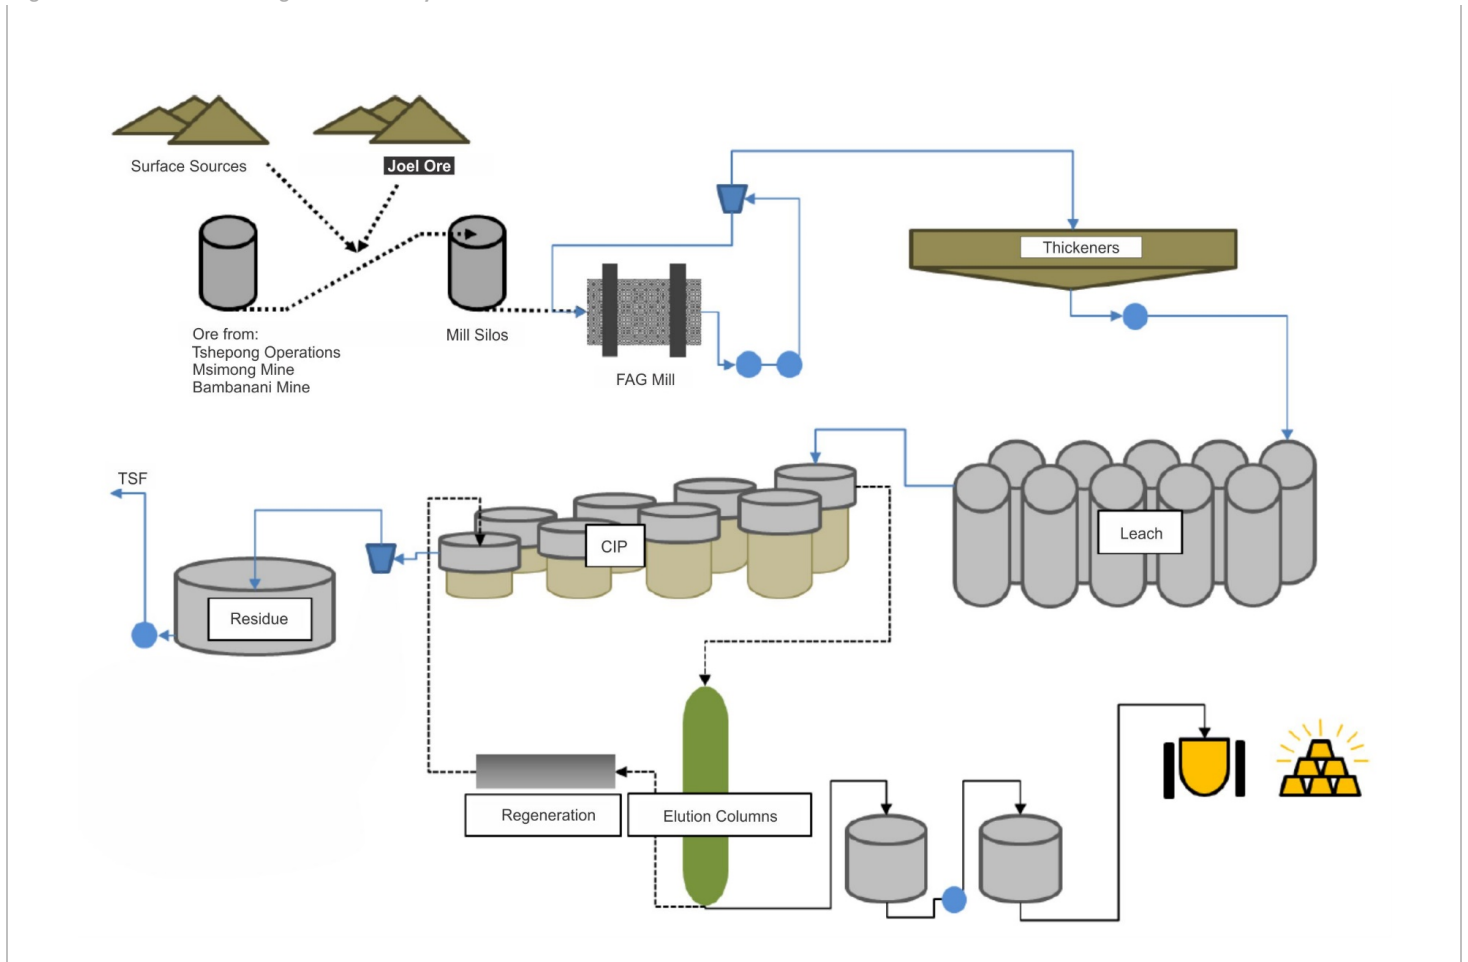 Surface Sources
Joel Ore
Thickeners
Ore from:
Tshepong Operations
Msimong Mine
Bambanani Mine
Mill Silos
FAG Mill
TSF
CIP
Leach
Residue
Regeneration
Elution Columns